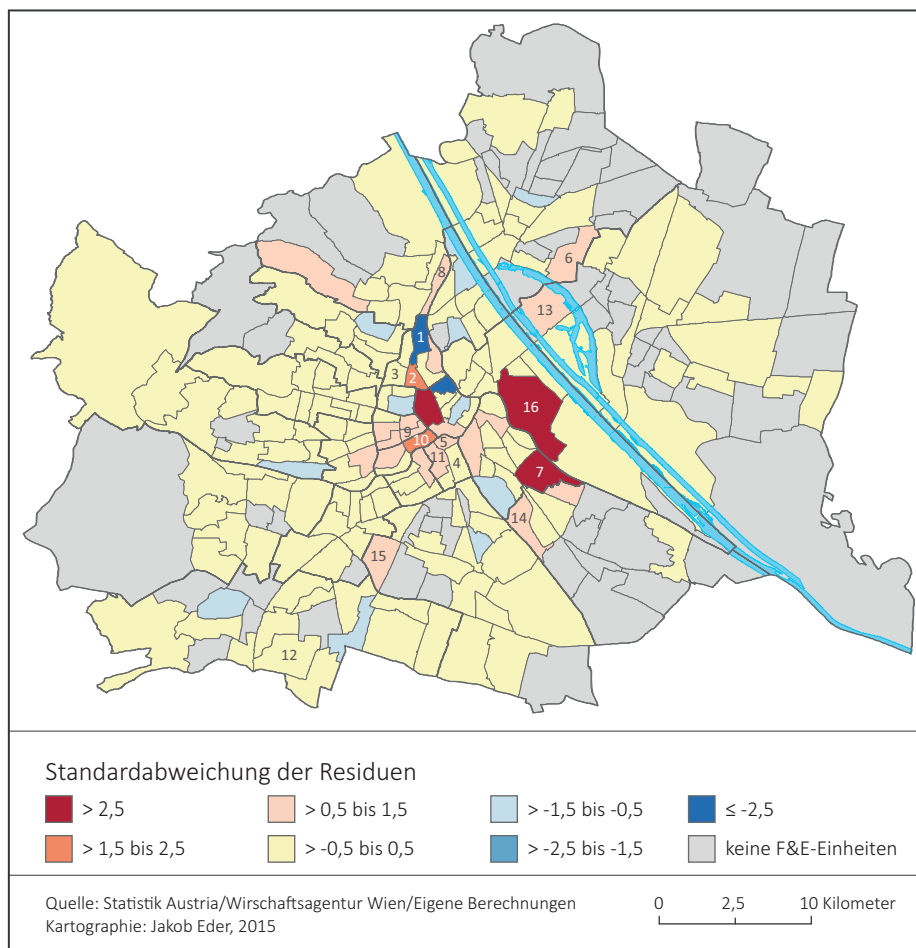 6
8
13
1
3
2
16
9
10
5
11
4
7
14
15
12
Standardabweichung der Residuen
> 2,5
> 0,5 bis 1,5
> -1,5 bis -0,5
≤ -2,5
> 1,5 bis 2,5
> -0,5 bis 0,5
> -2,5 bis -1,5
keine F&E-Einheiten
Quelle: Statistik Austria/Wirschaftsagentur Wien/Eigene Berechnungen
Kartographie: Jakob Eder, 2015
0 2,5 10 Kilometer